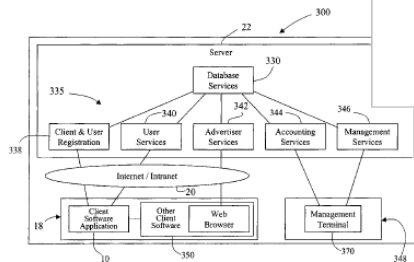 22
300
Server
330
Database
Services
335
340
342
344
346
Client & User
Registration
User
Services
Advertiser
Services
Accounting
Services
Management
Services
338
Internet / Intranet
20
18
Client
Software
Application
Other
Client
Software
Web
Browser
Management
Terminal
10
350
370
348